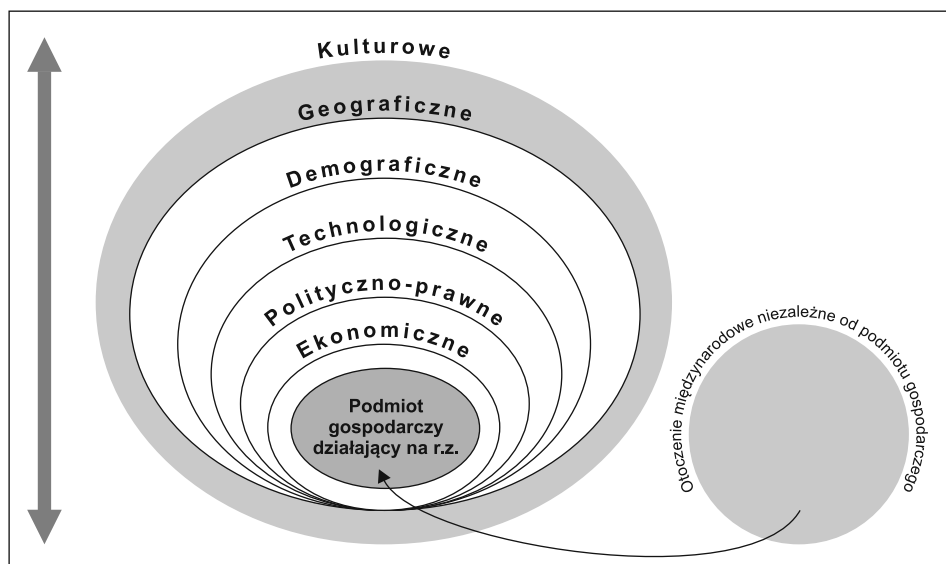 Kulturowe
Geograficzne
Demograficzne
Technologiczne
Polityczno-prawne
Ekonomiczne
Podmiot
gospodarczy
działający na r.z.
Otoczenie międzynarodowe niezależne od podmiotu gospodarczego